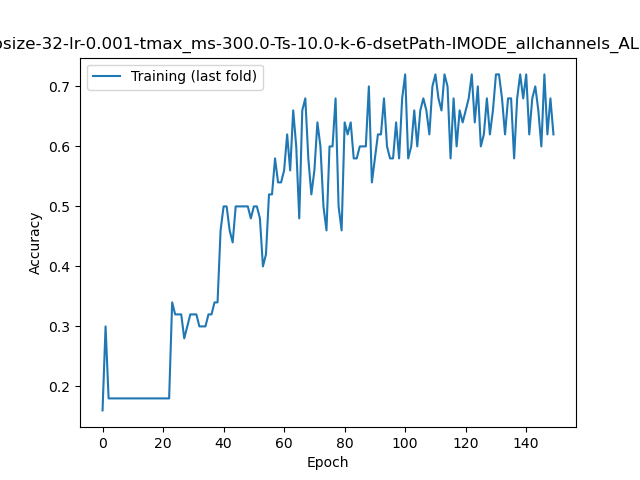 osize-32-lr-0.001-tmax_ms-300.0-Ts-10.0-k-6-dsetPath-IMODE_allchannels_AL
Training (last fold)
0.7
0.6
0.5
0.4
0.3
0.2
Accuracy
0 20 40 60 80 100 120 140
Epoch